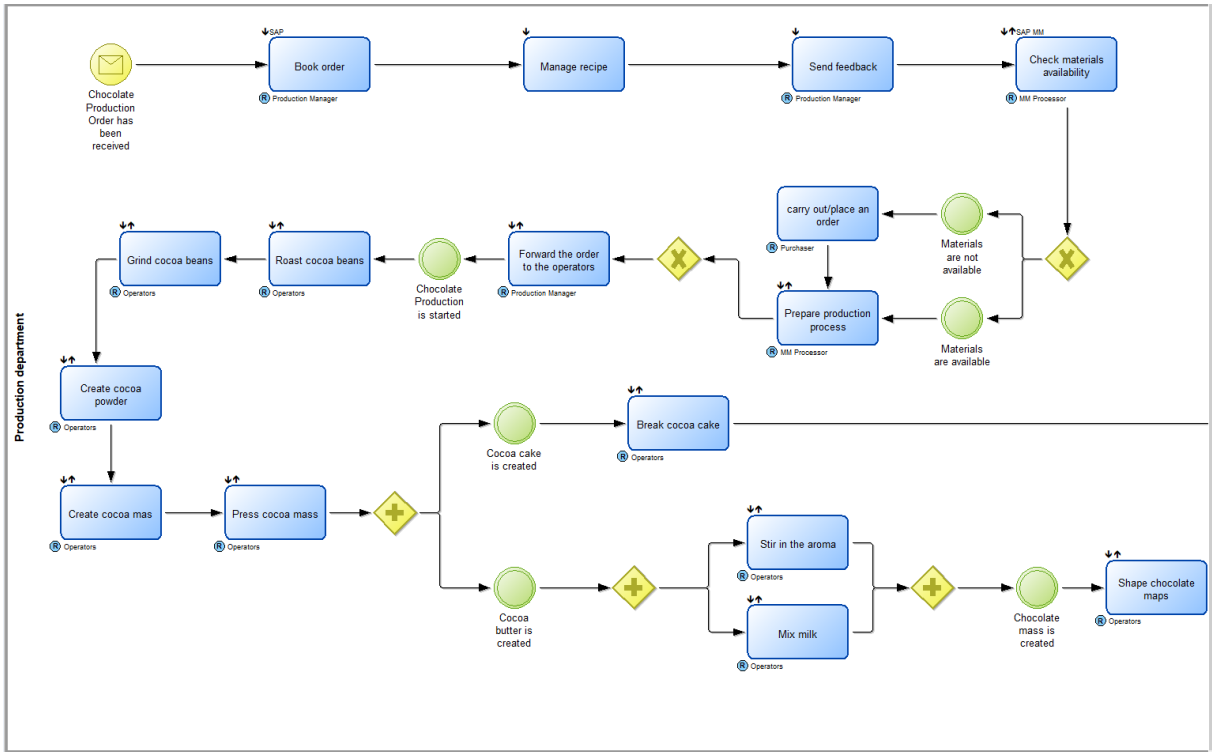 SAP
Book order
R Production Manager
Manage recipe
Send feedback
R Production Manager
SAP MM
Check materials
availability
R MM Processor
Chocolate
Production
Order has
been
received
carry out/place an
order
R Purchaser
Materials
are not
available
Grind cocoa beans
R Operators
Roast cocoa beans
R Operators
Chocolate
Production
is started
Forward the order
to the operators
R Production Manager
Prepare production
process
R MM Processor
Materials
are available
Production department
Create cocoa
powder
R Operators
Cocoa cake
is created
Break cocoa cake
R Operators
Create cocoa mas
R Operators
Press cocoa mass
R Operators
Stir in the aroma
R Operators
Cocoa
butter is
created
Mix milk
R Operators
Chocolate
mass is
created
Shape chocolate
maps
R Operators